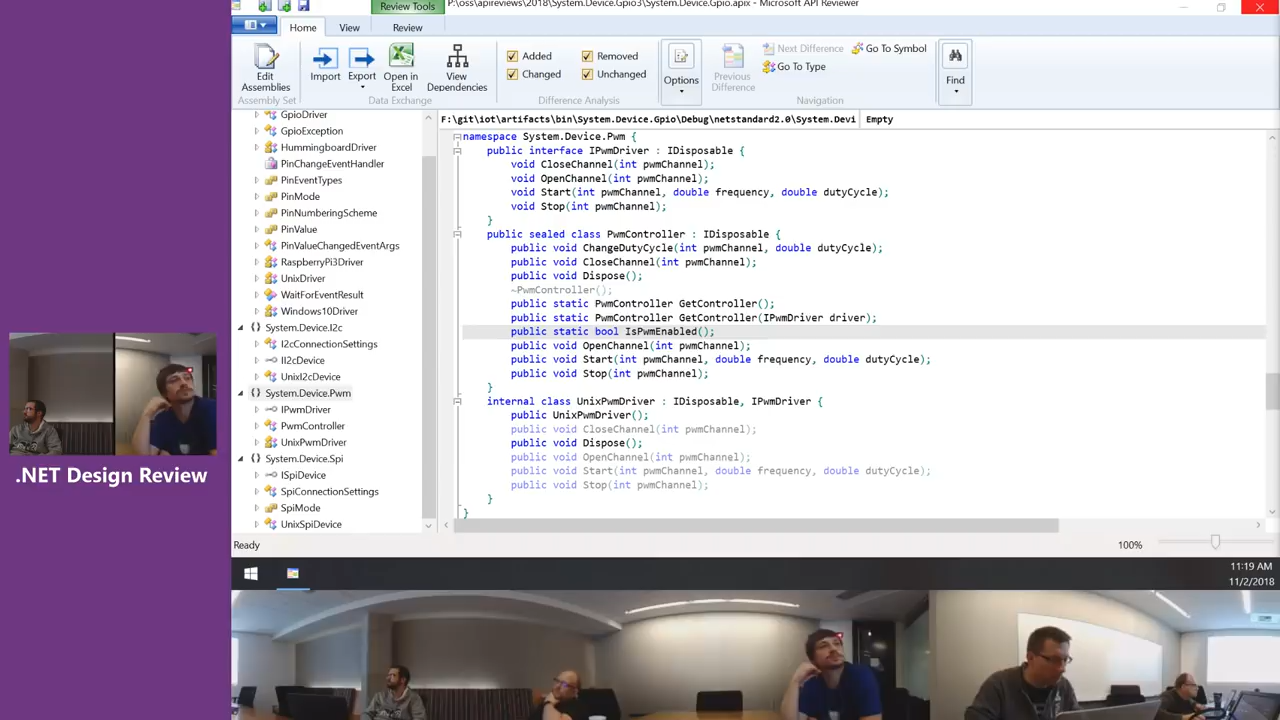 Review Tools
P:\oss\apireviews\2018\System.Device.Gpio3\System.Device.Gpio.apix - Microsoft API Reviewer
Home
View
Review
Edit
Assemblies
Assembly Set
Import
Export
Open in
Excel
Data Exchange
View
Dependencies
Added
Changed
Removed
Unchanged
Difference Analysis
Options
Previous
Difference
Next Difference
Go To Type
Go To Symbol
Navigation
Find
GpioDriver
GpioException
HummingboardDriver
PinChangeEventHandler
PinEventTypes
PinMode
PinNumberingScheme
PinValue
PinValueChangedEventArgs
RaspberryPi3Driver
UnixDriver
WaitForEventResult
Windows10Driver
System.Device.I2c
I2cConnectionSettings
II2cDevice
UnixI2cDevice
System.Device.Pwm
IPwmDriver
PwmController
UnixPwmDriver
System.Device.Spi
ISpiDevice
SpiConnectionSettings
SpiMode
UnixSpiDevice
F:\git\iot\artifacts\bin\System.Device.Gpio\Debug\netstandard2.0\System.Devi
Empty
namespace System.Device.Pwm {
public interface IPwmDriver : IDisposable {
void CloseChannel(int pwmChannel);
void OpenChannel(int pwmChannel);
void Start(int pwmChannel, double frequency, double dutyCycle);
void Stop(int pwmChannel);
}
public sealed class PwmController : IDisposable {
public void ChangeDutyCycle(int pwmChannel, double dutyCycle);
public void CloseChannel(int pwmChannel);
public void Dispose();
~PwmController();
public static PwmController GetController();
public static PwmController GetController(IPwmDriver driver);
public static bool IsPwmEnabled();
public void OpenChannel(int pwmChannel);
public void Start(int pwmChannel, double frequency, double dutyCycle);
public void Stop(int pwmChannel);
}
internal class UnixPwmDriver : IDisposable, IPwmDriver {
public UnixPwmDriver();
public void CloseChannel(int pwmChannel);
public void Dispose();
public void OpenChannel(int pwmChannel);
public void Start(int pwmChannel, double frequency, double dutyCycle);
public void Stop(int pwmChannel);
}
}
.NET Design Review
Ready
100%
11:19 AM
11/2/2018